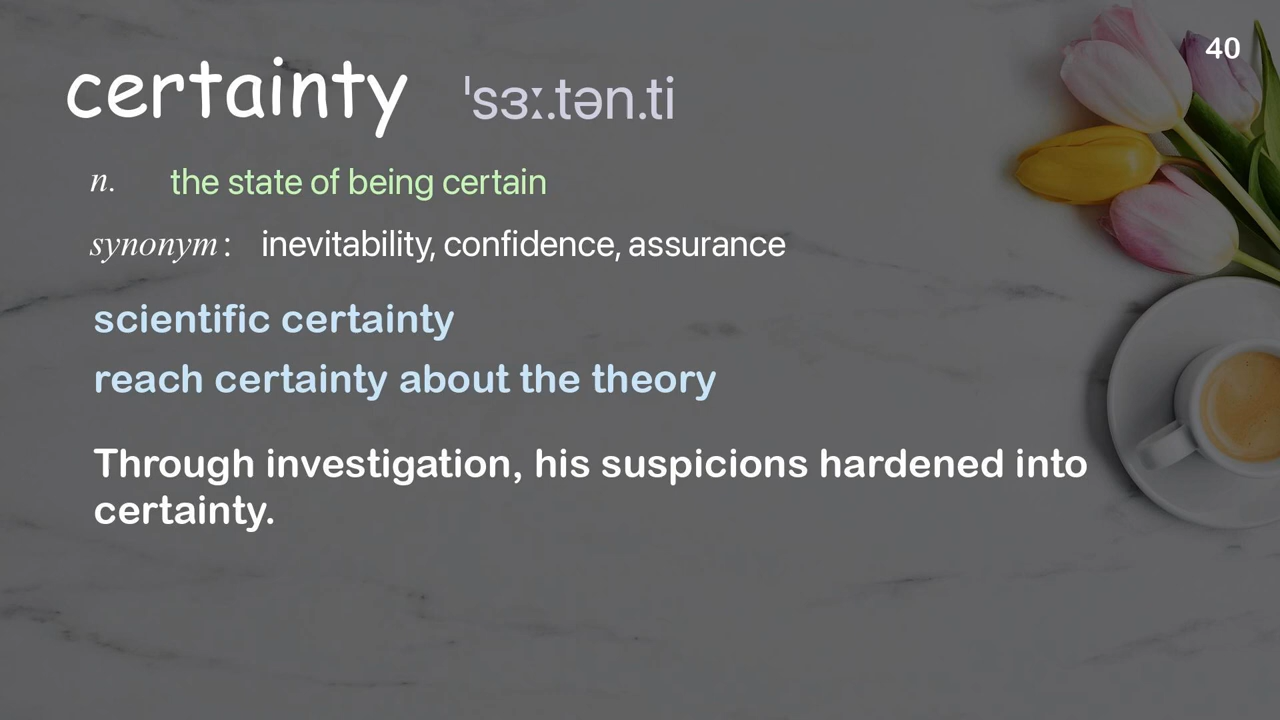 40
certainty ˈsɜː.tən.ti
n. the state of being certain
synonym : inevitability, confidence, assurance
scientific certainty
reach certainty about the theory
Through investigation, his suspicions hardened into
certainty.